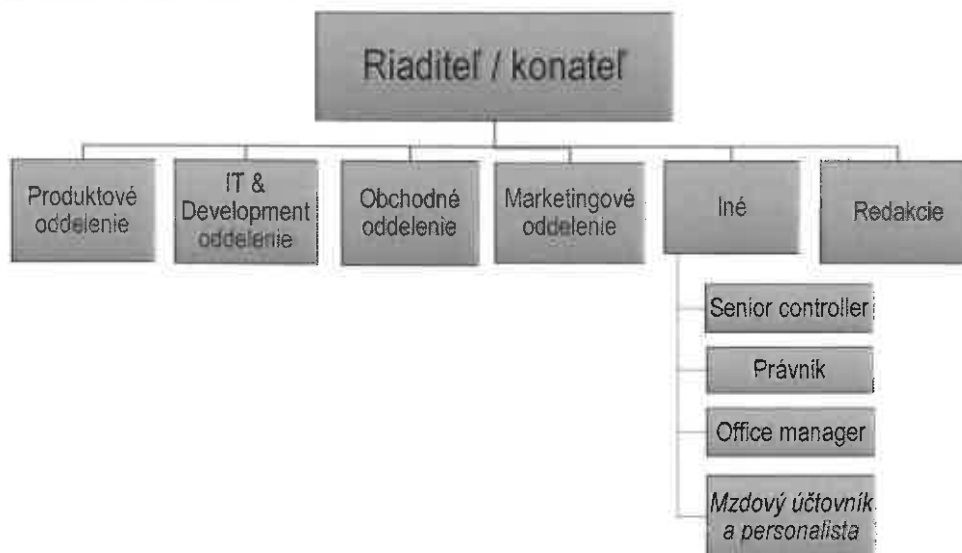 Riaditeľ / konateľ
Produktové
oddelenie
IT &
Development
oddelenie
Obchodné
oddelenie
Marketingové
oddelenie
Iné
Redakcie
Senior controller
Právnik
Office manager
Mzdový účtovník
a personalista